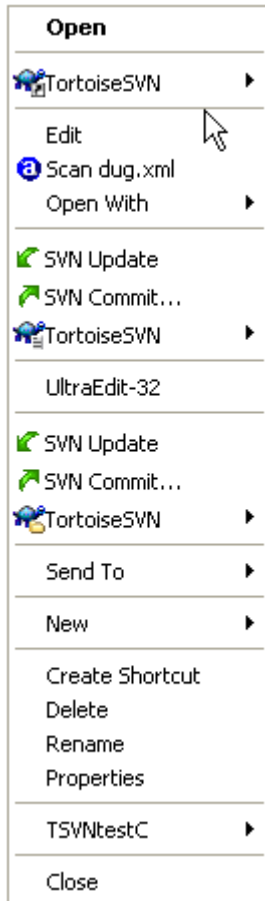 Open
TortoiseSVN
Edit
Scan dug.xml
Open With
SVN Update
SVN Commit...
TortoiseSVN
UltraEdit-32
SVN Update
SVN Commit...
TortoiseSVN
Send To
New
Create Shortcut
Delete
Rename
Properties
TSVNtestC
Close